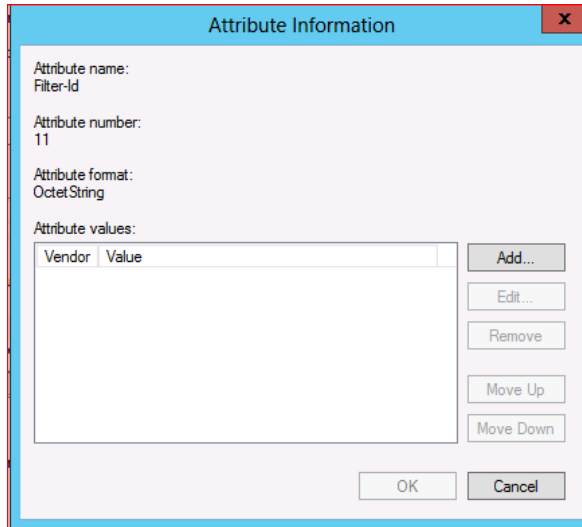 Attribute Information
x
Attribute name:
Filter-Id
Attribute number:
11
Attribute format:
OctetString
Attribute values:
Vendor Value
Add...
Edit...
Remove
Move Up
Move Down
OK Cancel